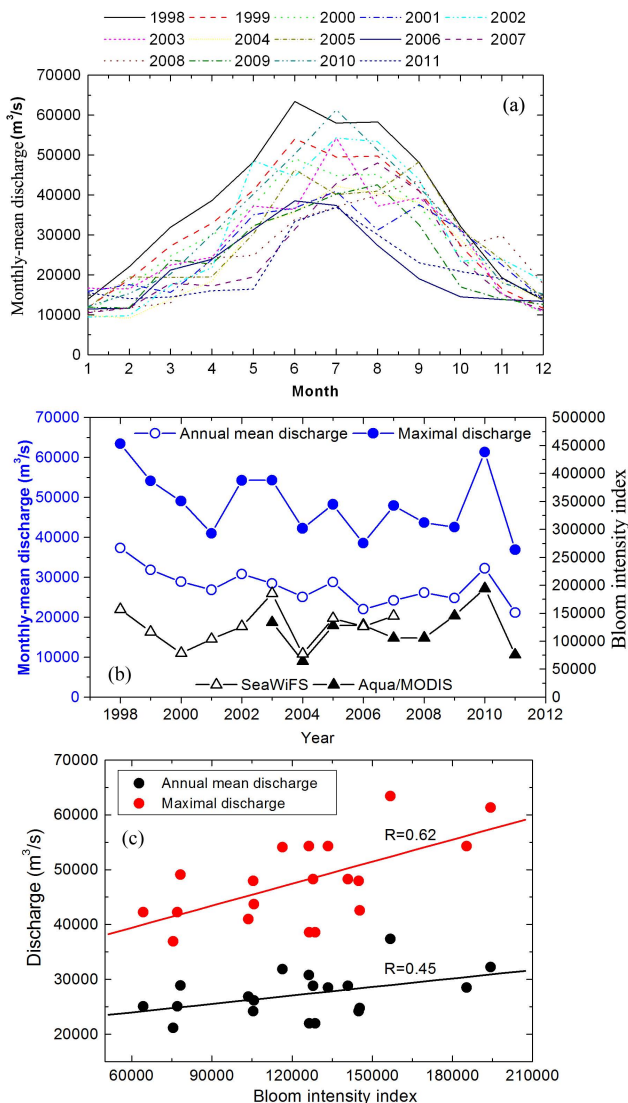 1998 1999 2000 2001 2002
2003 2004 2005 2006 2007
2008 2009 2010 2011
(a)
Monthly-mean discharge(m³/s)
70000
60000
50000
40000
30000
20000
10000
0
1 2 3 4 5 6 7 8 9 10 11 12
Month
Annual mean discharge Maximal discharge
Monthly-mean discharge (m³/s)
70000
60000
50000
40000
30000
20000
10000
0
500000
450000
400000
350000
300000
250000
200000
150000
100000
50000
0
Bloom intensity index
(b)
SeaWiFS Aqua/MODIS
1998 2000 2002 2004 2006 2008 2010 2012
Year
Annual mean discharge
Maximal discharge
(c)
R=0.62
R=0.45
Discharge (m³/s)
70000
60000
50000
40000
30000
20000
60000 90000 120000 150000 180000 210000
Bloom intensity index